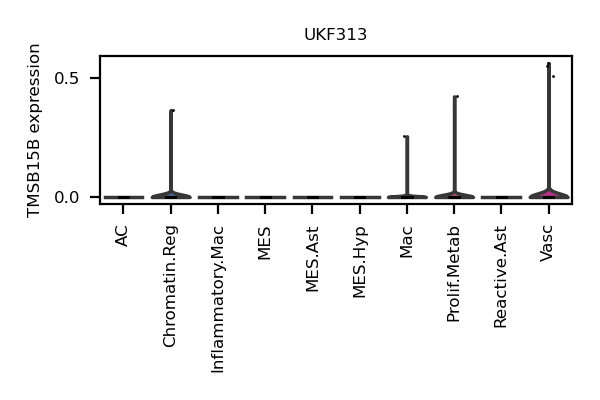 UKF313
TMSB15B expression
0.5
0.0
AC
Chromatin.Reg
Inflammatory.Mac
MES
MES.Ast
MES.Hyp
Mac
Prolif.Metab
Reactive.Ast
Vasc